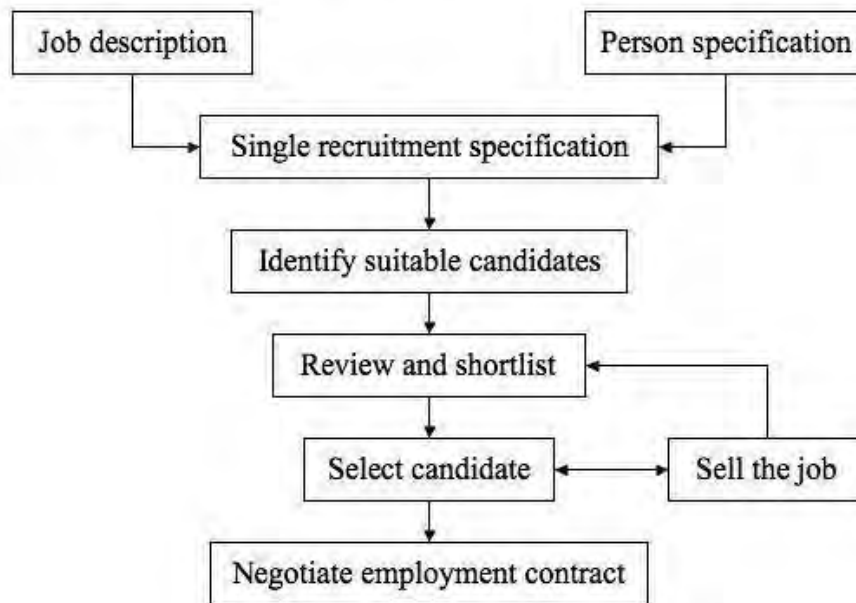 Job description
Person specification
Single recruitment specification
Identify suitable candidates
Review and shortlist
Select candidate
Sell the job
Negotiate employment contract